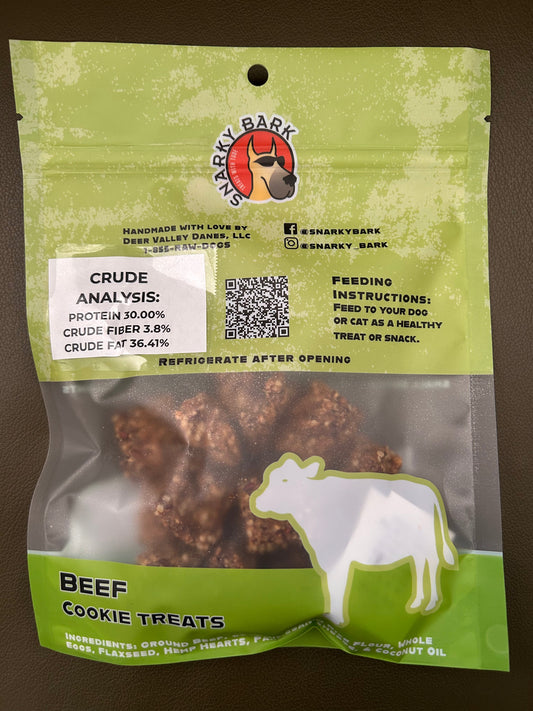 SNARKY BARK
TREATS WITH TUDE
HANDMADE WITH LOVE BY
DEER VALLEY DANES, LLC
1-855-RAW-DOGS
@SNARKYBARK
@SNARKY_BARK
CRUDE
ANALYSIS:
PROTEIN 30.00%
CRUDE FIBER 3.8%
CRUDE FAT 36.41%
FEEDING
INSTRUCTIONS:
FEED TO YOUR DOG
OR CAT AS A HEALTHY
TREAT OR SNACK.
REFRIGERATE AFTER OPENING
BEEF
COOKIE TREATS
INGREDIENTS: GROUND BEEF, FLOUR, WHOLE
EGGS, FLAXSEED, HEMP HEARTS, & COCONUT OIL